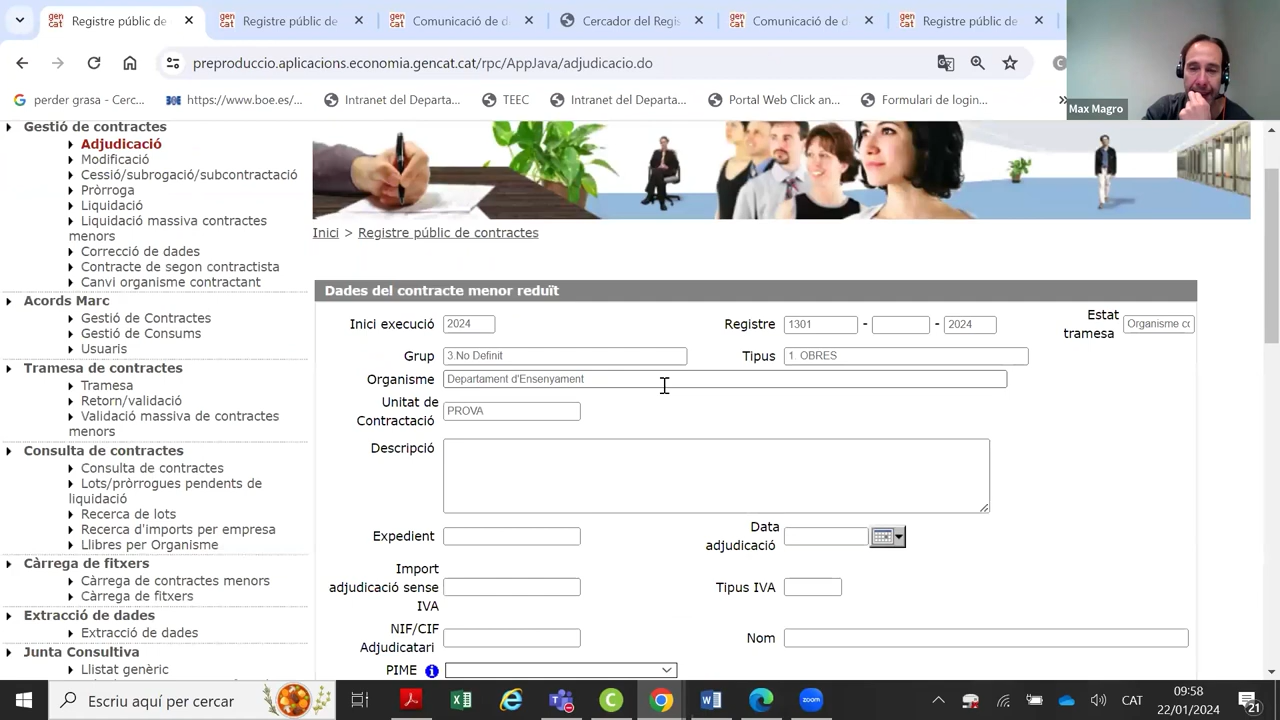 gencat
Registre públic de
gencat
Registre públic de
gencat
Comunicació de d
Cercador del Regis
gencat
Comunicació de d
gencat
Registre públic de
preproduccio.aplicacions.economia.gencat.cat/rpc/AppJava/adjudicacio.do
perder grasa - Cerc...
https://www.boe.es/...
Intranet del Departa...
TEEC
Intranet del Departa...
Portal Web Click an...
Formulari de login...
Max Magro
Gestió de contractes
Adjudicació
Modificació
Cessió/subrogació/subcontractació
Pròrroga
Liquidació
Liquidació massiva contractes
menors
Correcció de dades
Contracte de segon contractista
Canvi organisme contractant
Acords Marc
Gestió de Contractes
Gestió de Consums
Usuaris
Tramesa de contractes
Tramesa
Retorn/validació
Validació massiva de contractes
menors
Consulta de contractes
Consulta de contractes
Lots/pròrrogues pendents de
liquidació
Recerca de lots
Recerca d'imports per empresa
Llibres per Organisme
Càrrega de fitxers
Càrrega de contractes menors
Càrrega de fitxers
Extracció de dades
Extracció de dades
Junta Consultiva
Llistat genèric
Inici > Registre públic de contractes
Dades del contracte menor reduït
Inici execució 2024 Registre 1301 - - 2024 Estat tramesa Organisme co
Grup 3.No Definit Tipus 1. OBRES
Organisme Departament d'Ensenyament
Unitat de Contractació PROVA
Descripció
Expedient Data adjudicació
Import adjudicació sense IVA Tipus IVA
NIF/CIF Adjudicatari Nom
PIME i
Escriu aquí per cercar
CAT
09:58
22/01/2024
21